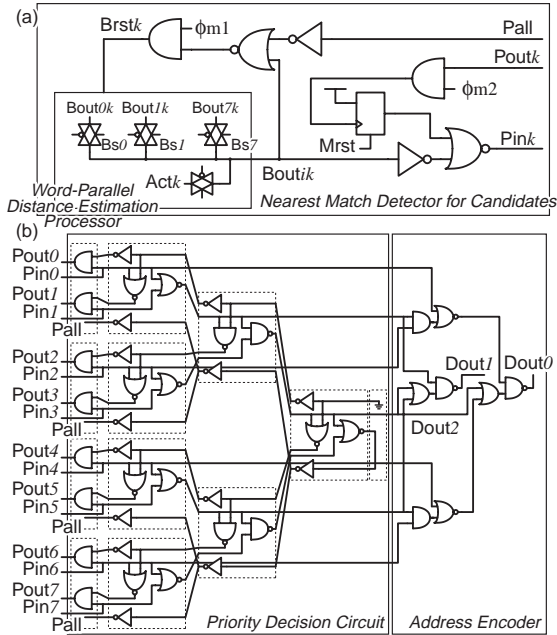 (a)
Brstk
ϕm1
Pall
Poutk
ϕm2
Bout0k Bout1k Bout7k
Bs0 Bs1 Bs7
Mrst
Pink
Actk
Boutik
Word-Parallel
Distance-Estimation
Processor
Nearest Match Detector for Candidates
(b)
Pout0
Pin0
Pout1
Pin1
Pall
Pout2
Pin2
Pout3
Pin3
Pall
Pout4
Pin4
Pout5
Pin5
Pall
Pout6
Pin6
Pout7
Pin7
Pall
Dout1 Dout0
Dout2
Priority Decision Circuit
Address Encoder